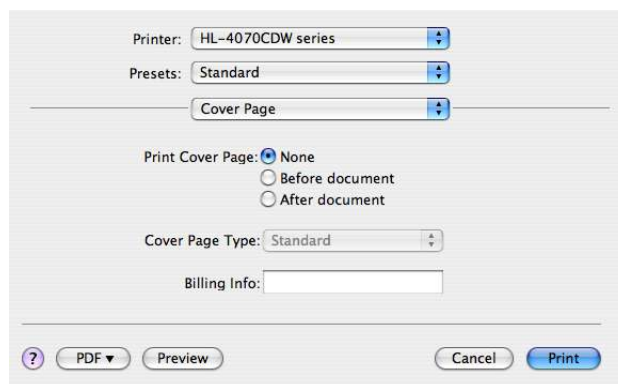 Printer: HL-4070CDW series
Presets: Standard
Cover Page
Print Cover Page: None
Before document
After document
Cover Page Type: Standard
Billing Info:
? PDF▼ Preview Cancel Print